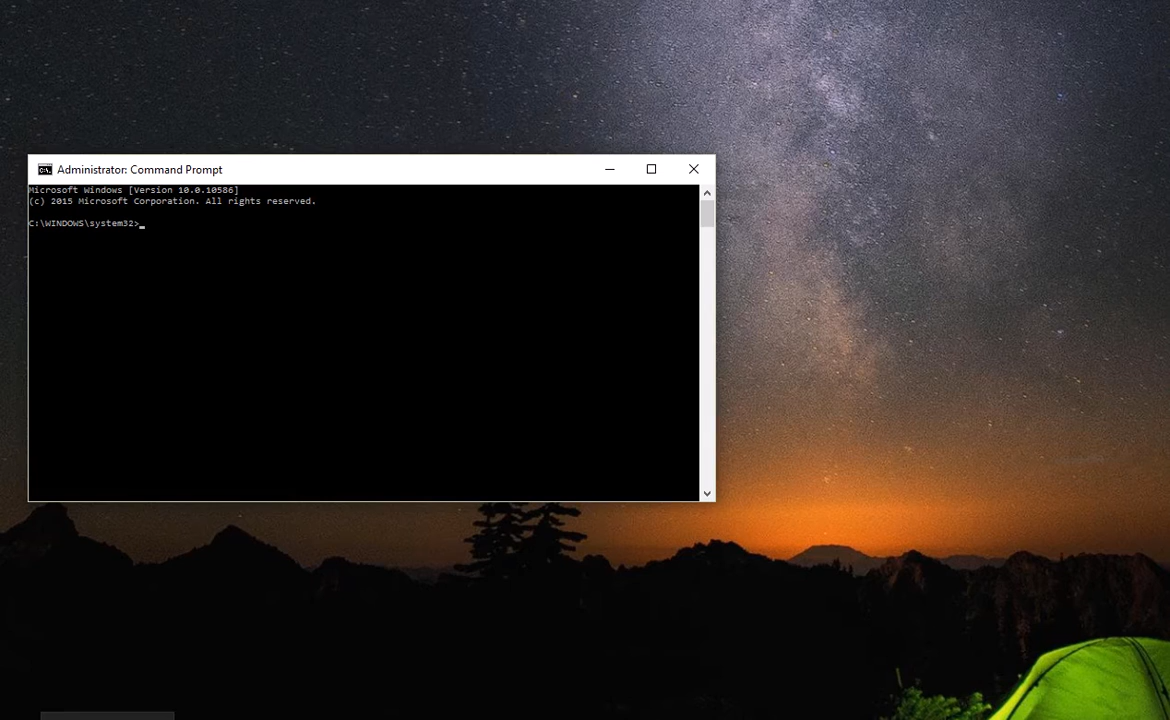 Administrator: Command Prompt
Microsoft Windows [Version 10.0.10586]
(c) 2015 Microsoft Corporation. All rights reserved.
C:\WINDOWS\system32>